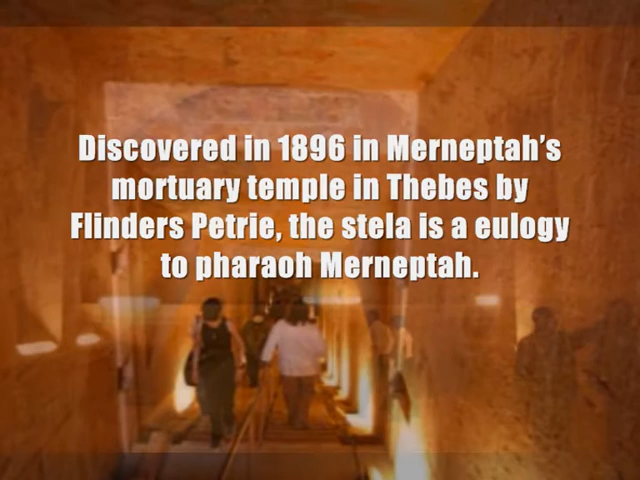 Discovered in 1896 in Merneptah’s
mortuary temple in Thebes by
Flinders Petrie, the stela is a eulogy
to pharaoh Merneptah.